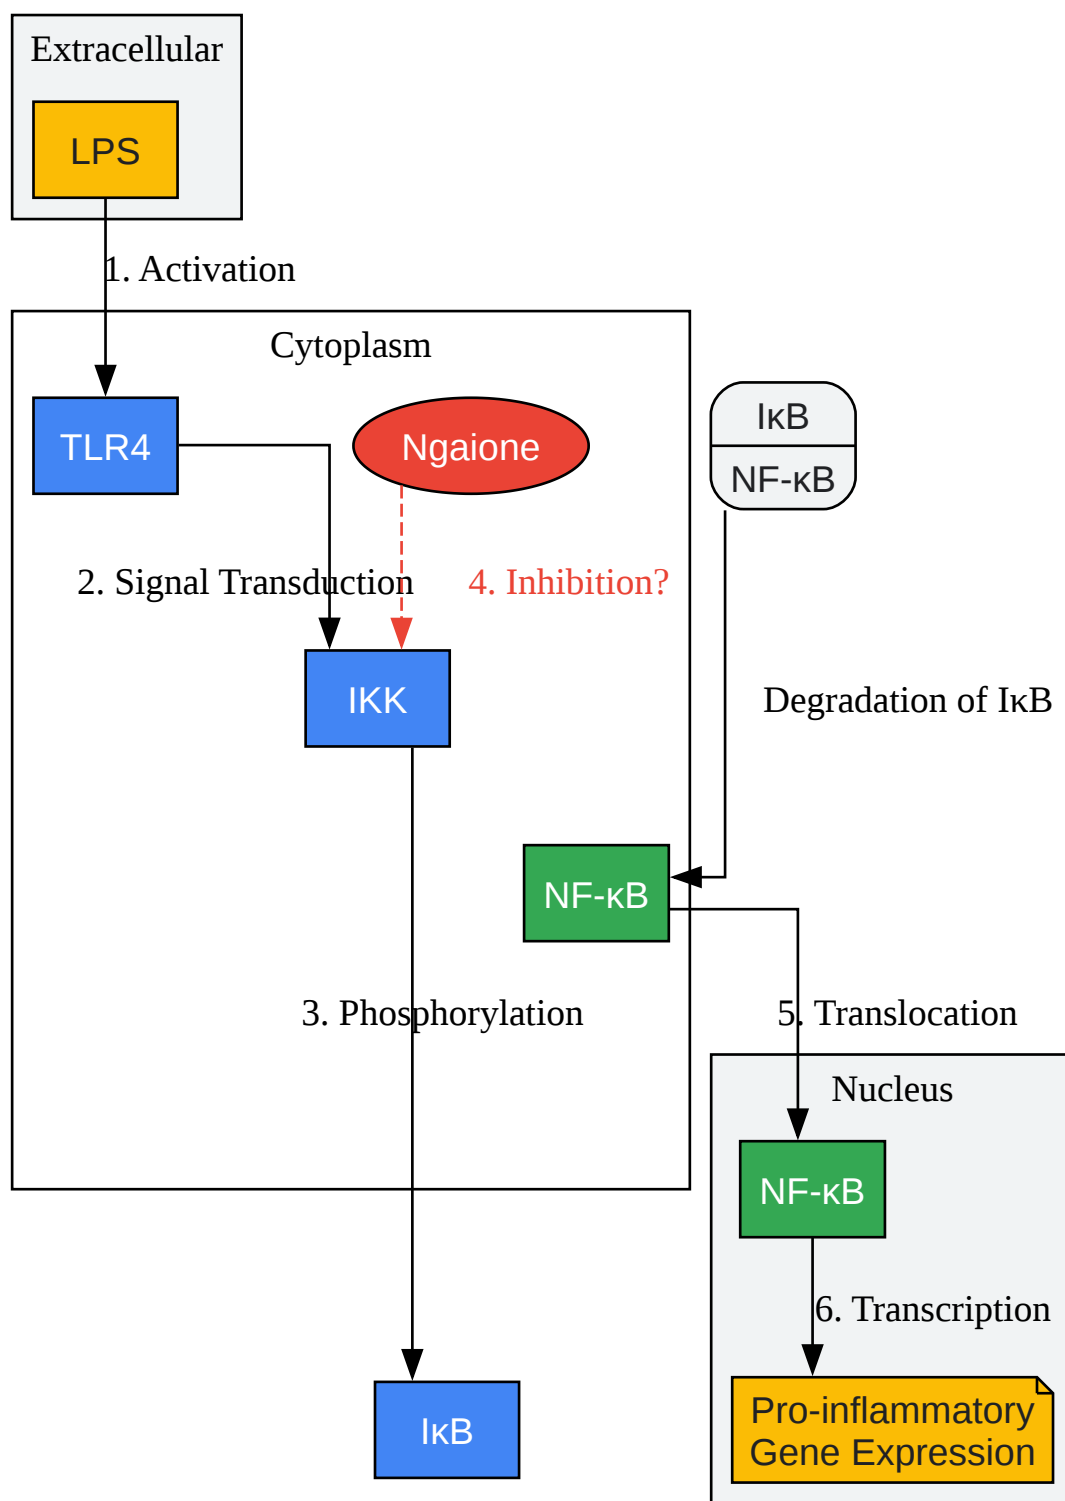 Extracellular
LPS
1. Activation
Cytoplasm
TLR4
Ngaione
IκB
NF-κB
2. Signal Transduction
4. Inhibition?
IKK
Degradation of IκB
NF-κB
3. Phosphorylation
5. Translocation
Nucleus
NF-κB
6. Transcription
IκB
Pro-inflammatory
Gene Expression